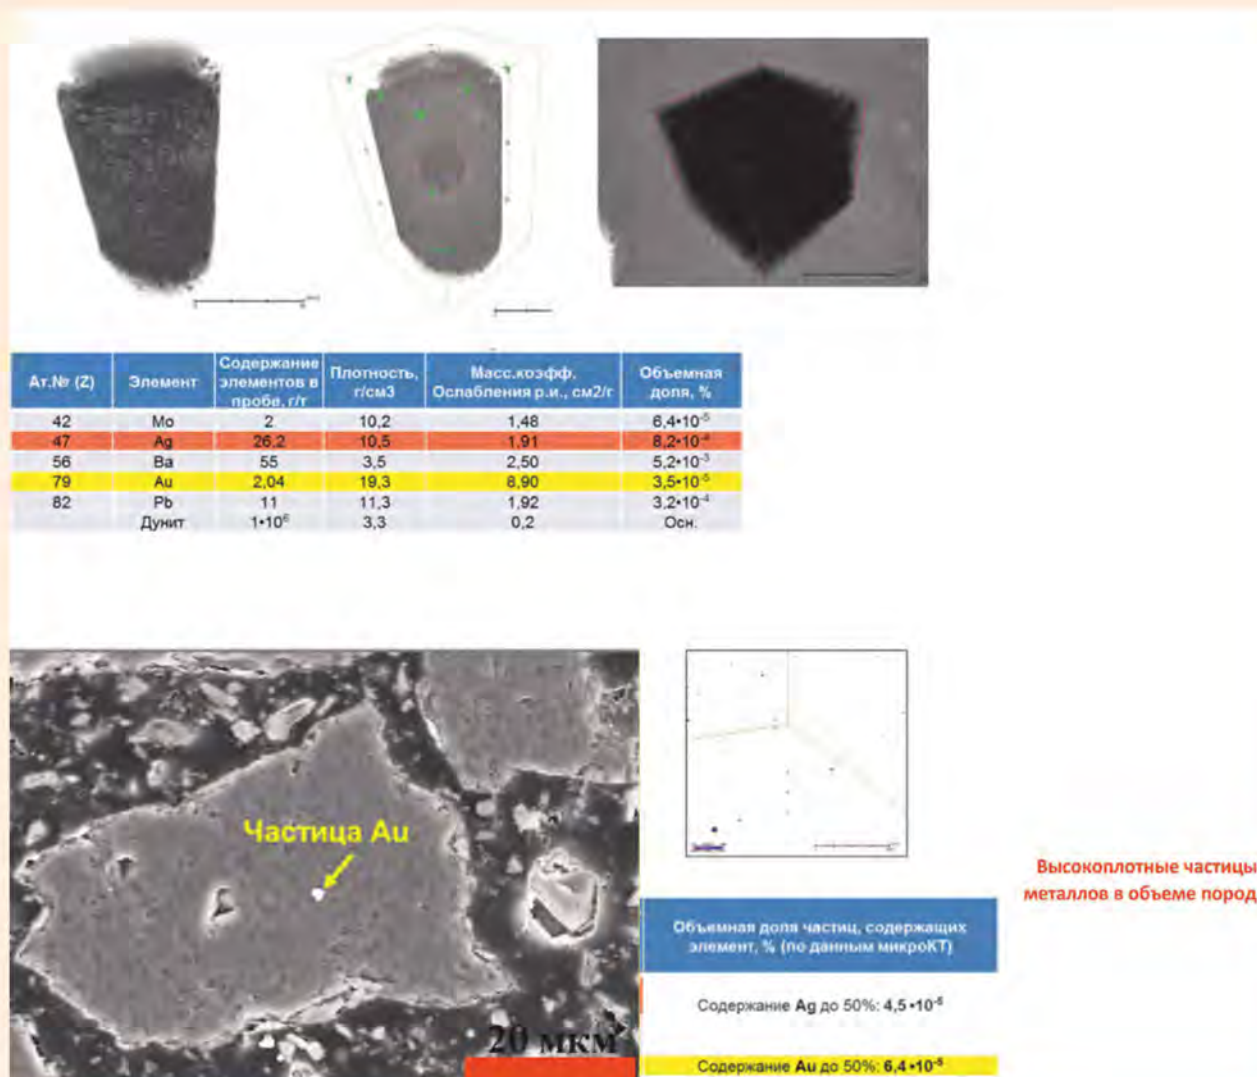 Ат.№ (Z) Элемент Содержание элементов в пробе, г/т Плотность, г/см3 Масс.коэфф. Ослабления р.и., см2/г Объемная доля, %
42 Mo 2 10,2 1,48 6,4•10⁻⁵
47 Ag 26,2 10,5 1,91 8,2•10⁻⁴
56 Ba 55 3,5 2,50 5,2•10⁻³
79 Au 2,04 19,3 8,90 3,5•10⁻⁵
82 Pb 11 11,3 1,92 3,2•10⁻⁴
Дунит 1•10⁶ 3,3 0,2 Осн.
Частица Au
20 мкм
Высокоплотные частицы
металлов в объеме пород
Объемная доля частиц, содержащих
элемент, % (по данным микроКТ)
Содержание Ag до 50%: 4,5•10⁻⁵
Содержание Au до 50%: 6,4•10⁻⁵